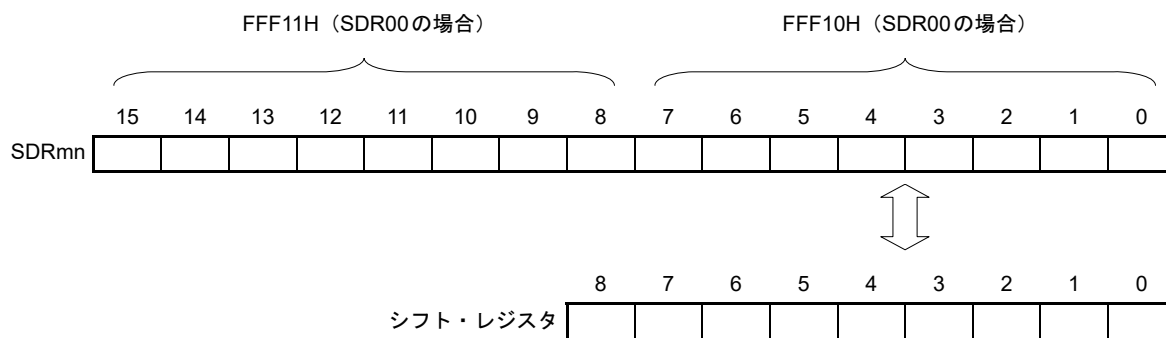 FFF11H（SDR00の場合） FFF10H（SDR00の場合）
15 14 13 12 11 10 9 8 7 6 5 4 3 2 1 0
SDRmn
8 7 6 5 4 3 2 1 0
シフト・レジスタ